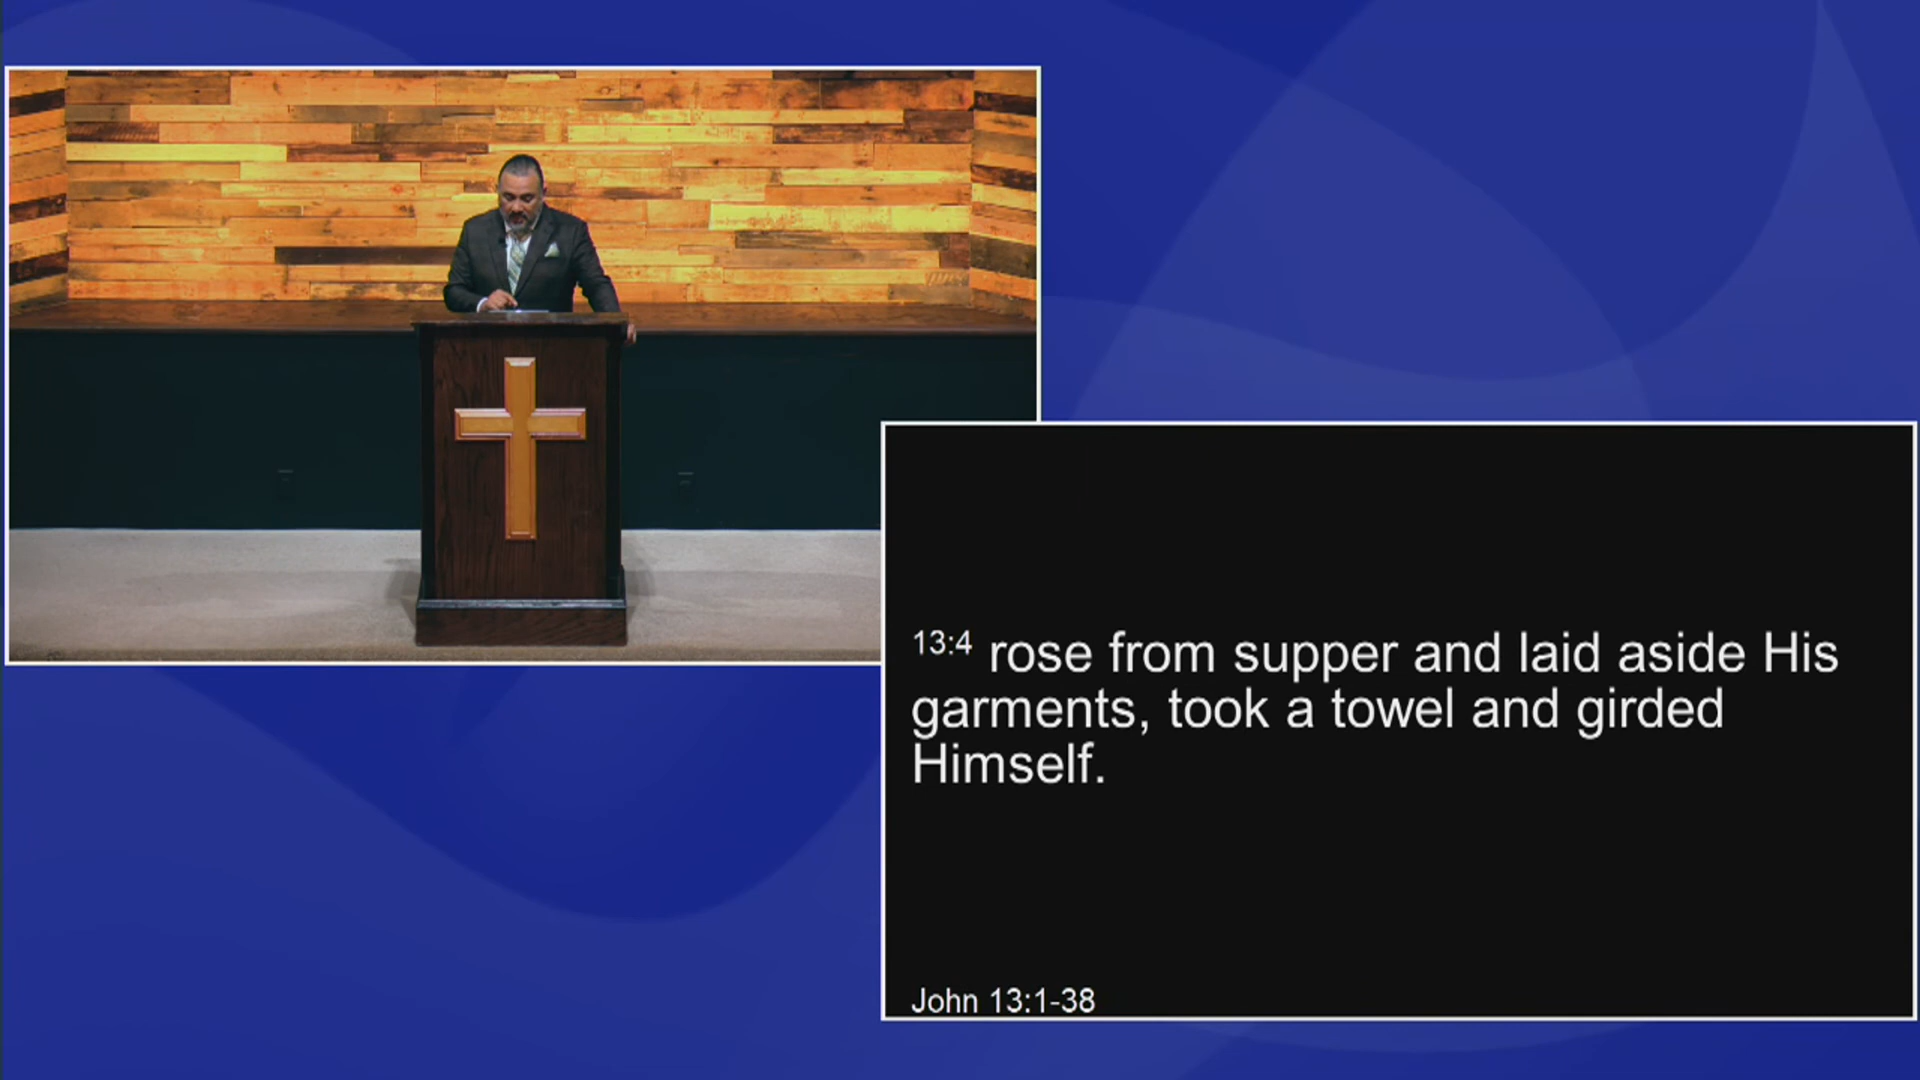 13:4 rose from supper and laid aside His
garments, took a towel and girded
Himself.
John 13:1-38